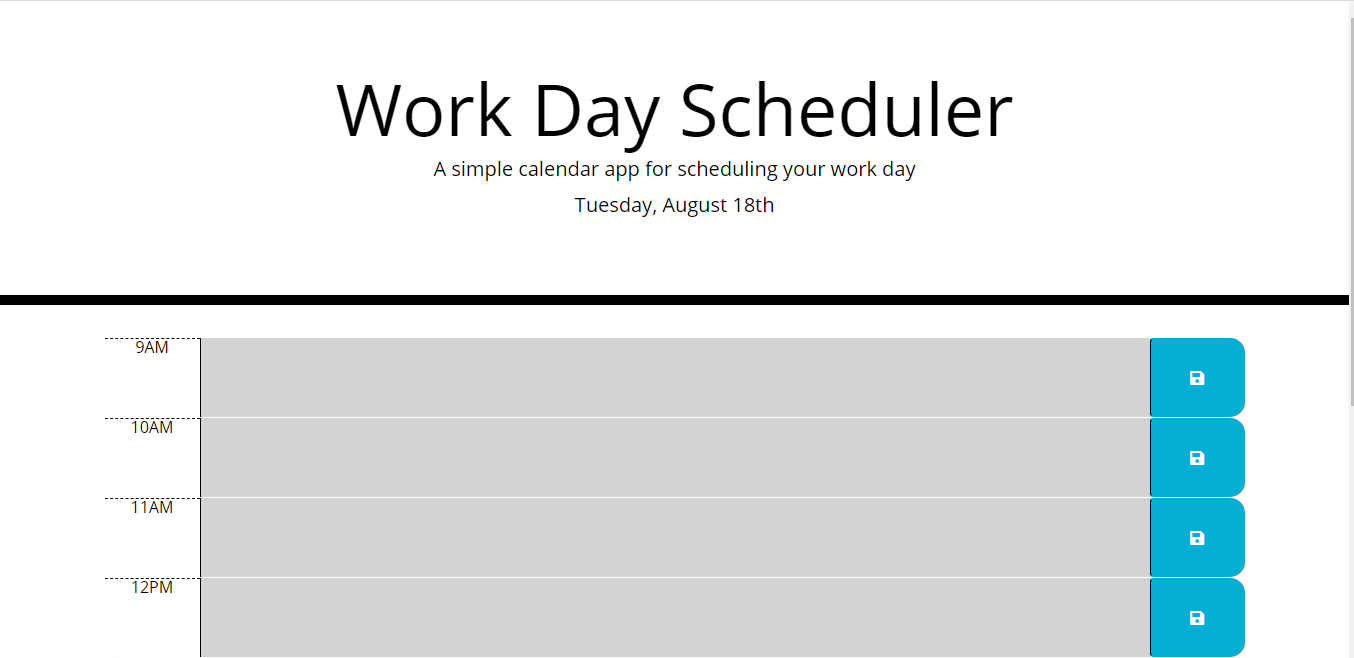 Work Day Scheduler
A simple calendar app for scheduling your work day
Tuesday, August 18th
9AM
10AM
11AM
12PM